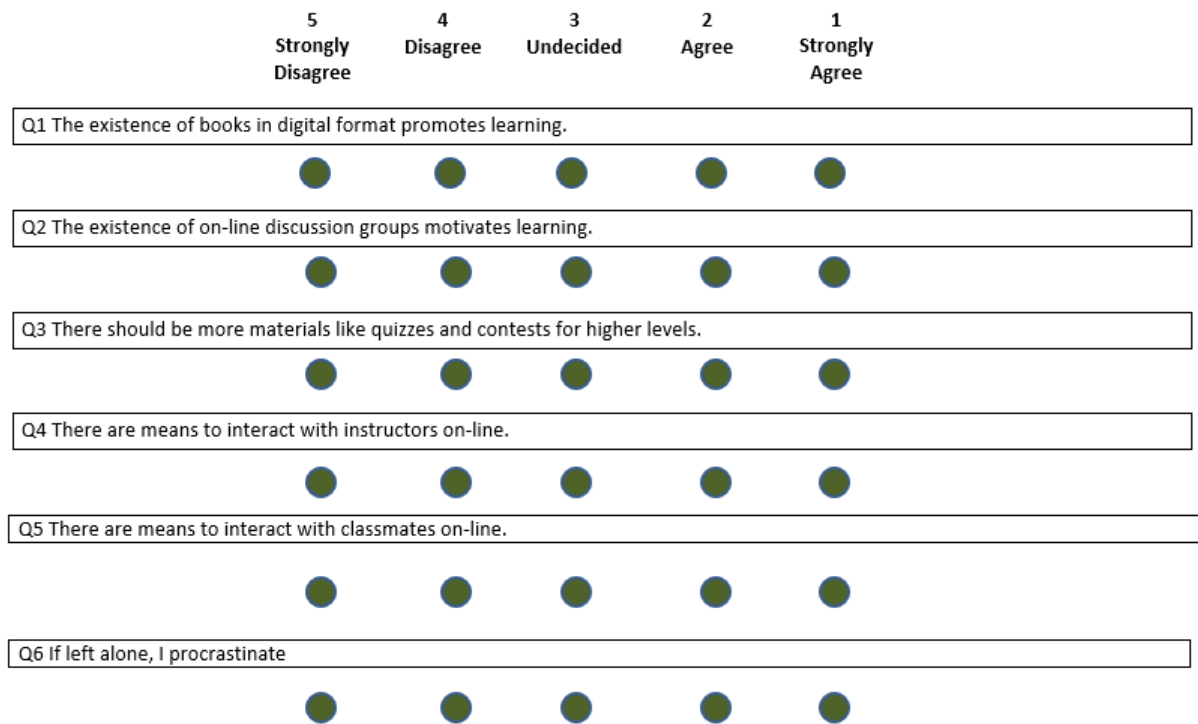 5 4 3 2 1
Strongly Disagree Undecided Agree Strongly
Disagree Agree
Q1 The existence of books in digital format promotes learning.
Q2 The existence of on-line discussion groups motivates learning.
Q3 There should be more materials like quizzes and contests for higher levels.
Q4 There are means to interact with instructors on-line.
Q5 There are means to interact with classmates on-line.
Q6 If left alone, I procrastinate